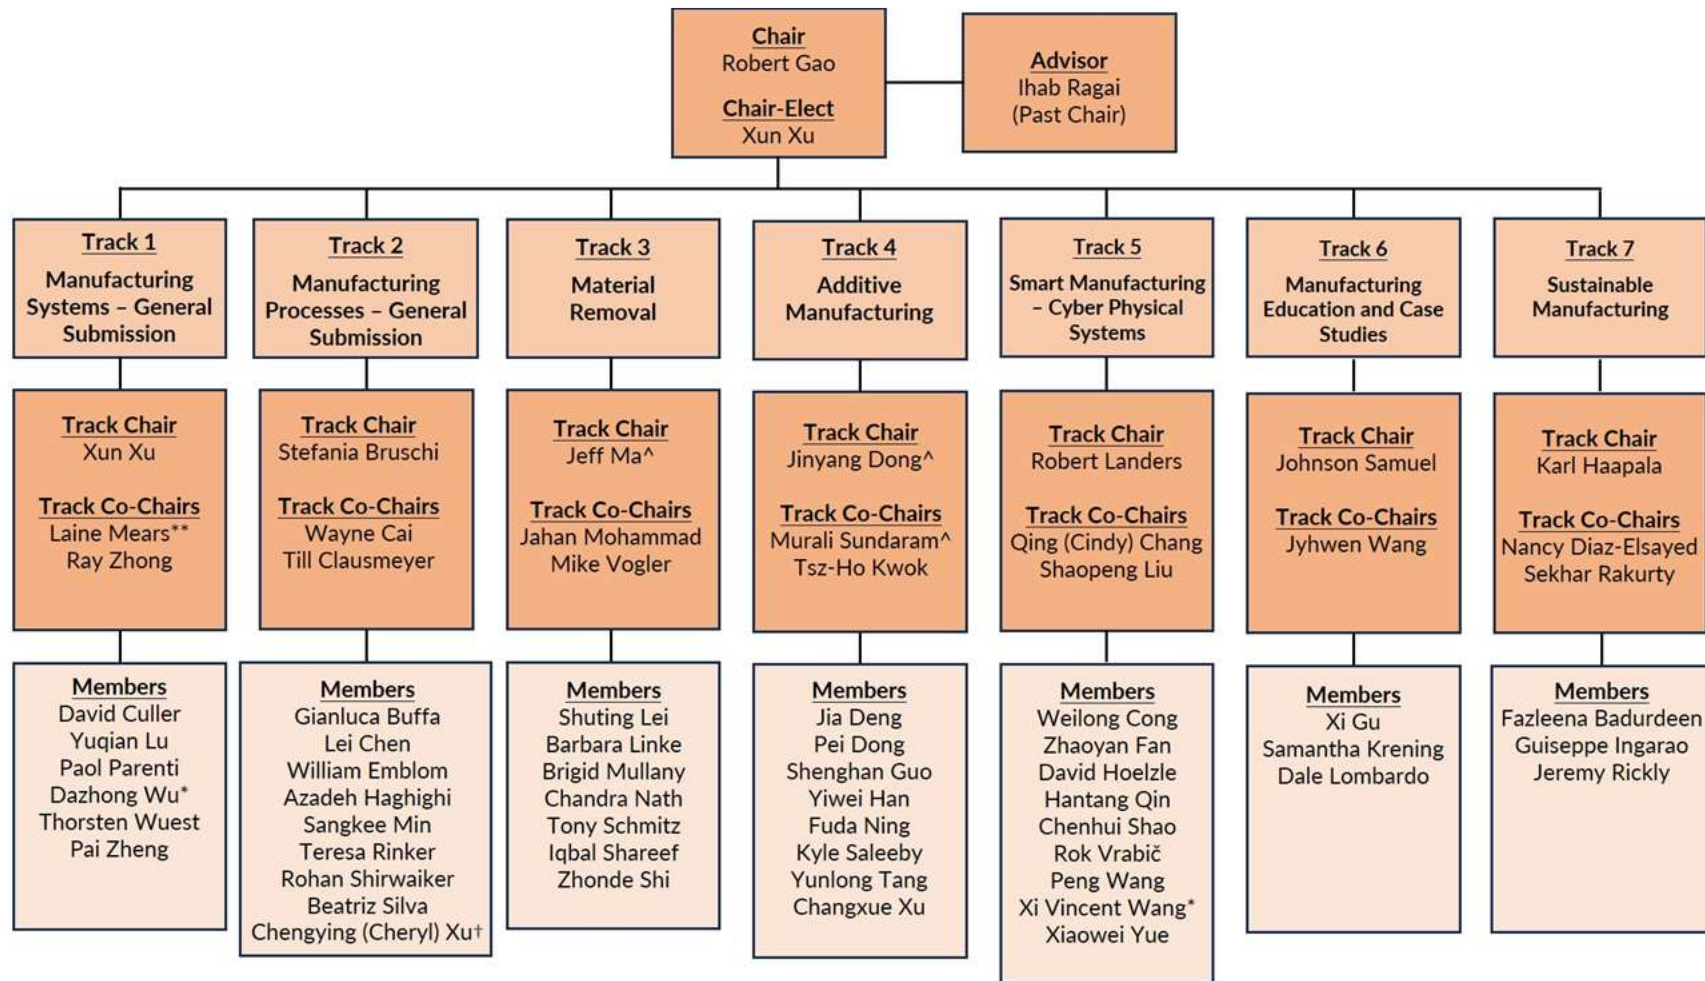 Chair
Robert Gao
Chair-Elect
Xun Xu
Advisor
Ihab Ragai
(Past Chair)
Track 1
Manufacturing
Systems – General
Submission
Track Chair
Xun Xu
Track Co-Chairs
Laine Mears**
Ray Zhong
Members
David Culler
Yuqian Lu
Paol Parenti
Dazhong Wu*
Thorsten Wuest
Pai Zheng
Track 2
Manufacturing
Processes – General
Submission
Track Chair
Stefania Bruschi
Track Co-Chairs
Wayne Cai
Till Clausmeyer
Members
Gianluca Buffa
Lei Chen
William Emblom
Azadeh Haghighi
Sangkee Min
Teresa Rinker
Rohan Shirwaiker
Beatriz Silva
Chengying (Cheryl) Xu†
Track 3
Material
Removal
Track Chair
Jeff Ma^
Track Co-Chairs
Jahan Mohammad
Mike Vogler
Members
Shuting Lei
Barbara Linke
Brigid Mullany
Chandra Nath
Tony Schmitz
Iqbal Shareef
Zhonde Shi
Track 4
Additive
Manufacturing
Track Chair
Jinyang Dong^
Track Co-Chairs
Murali Sundaram^
Tsz-Ho Kwok
Members
Jia Deng
Pei Dong
Shenghan Guo
Yiwei Han
Fuda Ning
Kyle Saleeby
Yunlong Tang
Changxue Xu
Track 5
Smart Manufacturing
– Cyber Physical
Systems
Track Chair
Robert Landers
Track Co-Chairs
Qing (Cindy) Chang
Shaopeng Liu
Members
Weilong Cong
Zhaoyan Fan
David Hoelzle
Hantang Qin
Chenhui Shao
Rok Vrabič
Peng Wang
Xi Vincent Wang*
Xiaowei Yue
Track 6
Manufacturing
Education and Case
Studies
Track Chair
Johnson Samuel
Track Co-Chairs
Jyhwen Wang
Members
Xi Gu
Samantha Krening
Dale Lombardo
Track 7
Sustainable
Manufacturing
Track Chair
Karl Haapala
Track Co-Chairs
Nancy Diaz-Elsayed
Sekhar Rakurty
Members
Fazleena Badurdeen
Guiseppe Ingarao
Jeremy Rickly